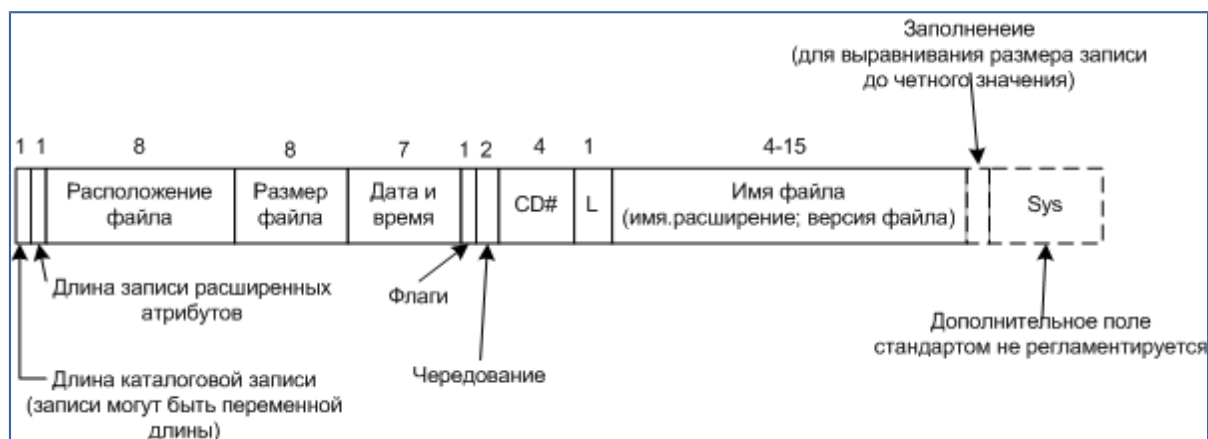 Заполненеие
(для выравнивания размера записи
до четного значения)
1 1 8 8 7 1 2 4 1 4-15
Расположение
файла
Размер
файла
Дата и
время
CD#
L
Имя файла
(имя.расширение; версия файла)
Sys
Длина записи расширенных
атрибутов
Флаги
Дополнительное поле
стандартом не регламентируется
Длина каталоговой записи
(записи могут быть переменной
длины)
Чередование